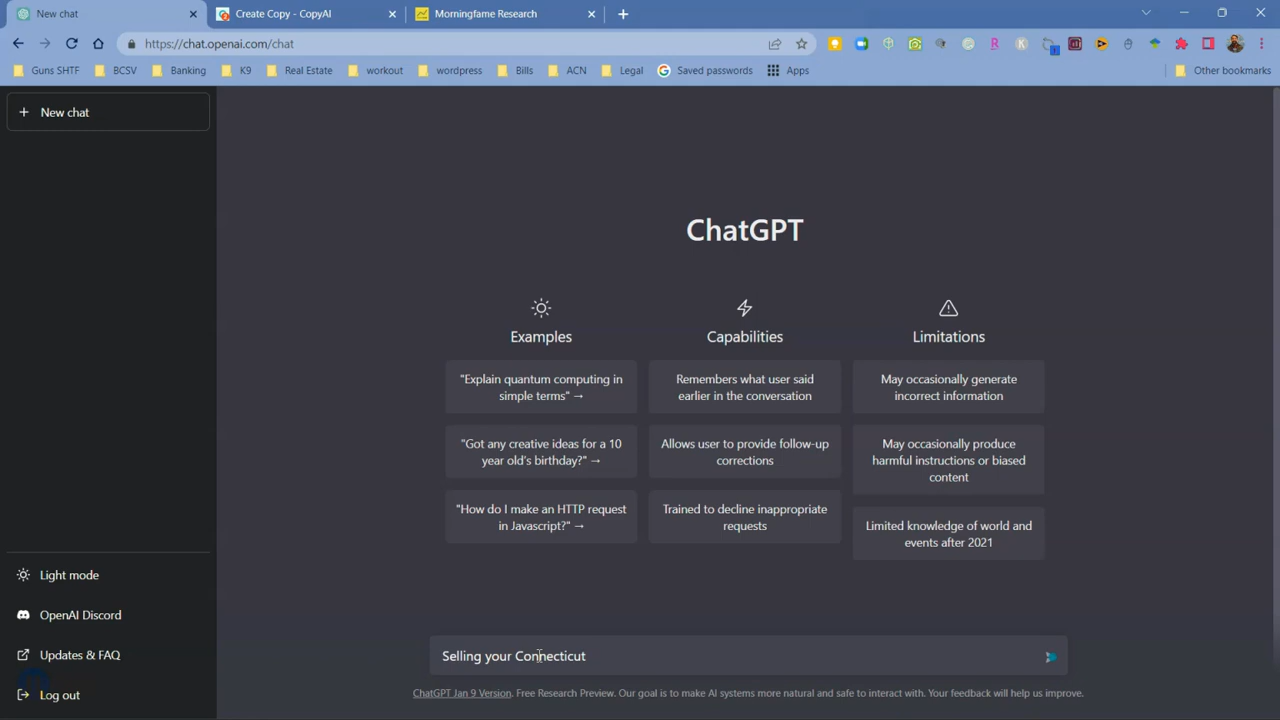 New chat
Create Copy - CopyAI
Morningfame Research
https://chat.openai.com/chat
Guns SHTF
BCSV
Banking
K9
Real Estate
workout
wordpress
Bills
ACN
Legal
Saved passwords
Apps
Other bookmarks
New chat
ChatGPT
Examples
Capabilities
Limitations
"Explain quantum computing in
simple terms" →
Remembers what user said
earlier in the conversation
May occasionally generate
incorrect information
"Got any creative ideas for a 10
year old's birthday?" →
Allows user to provide follow-up
corrections
May occasionally produce
harmful instructions or biased
content
"How do I make an HTTP request
in Javascript?" →
Trained to decline inappropriate
requests
Limited knowledge of world and
events after 2021
Light mode
OpenAI Discord
Updates & FAQ
Log out
Selling your Connecticut
ChatGPT Jan 9 Version. Free Research Preview. Our goal is to make AI systems more natural and safe to interact with. Your feedback will help us improve.